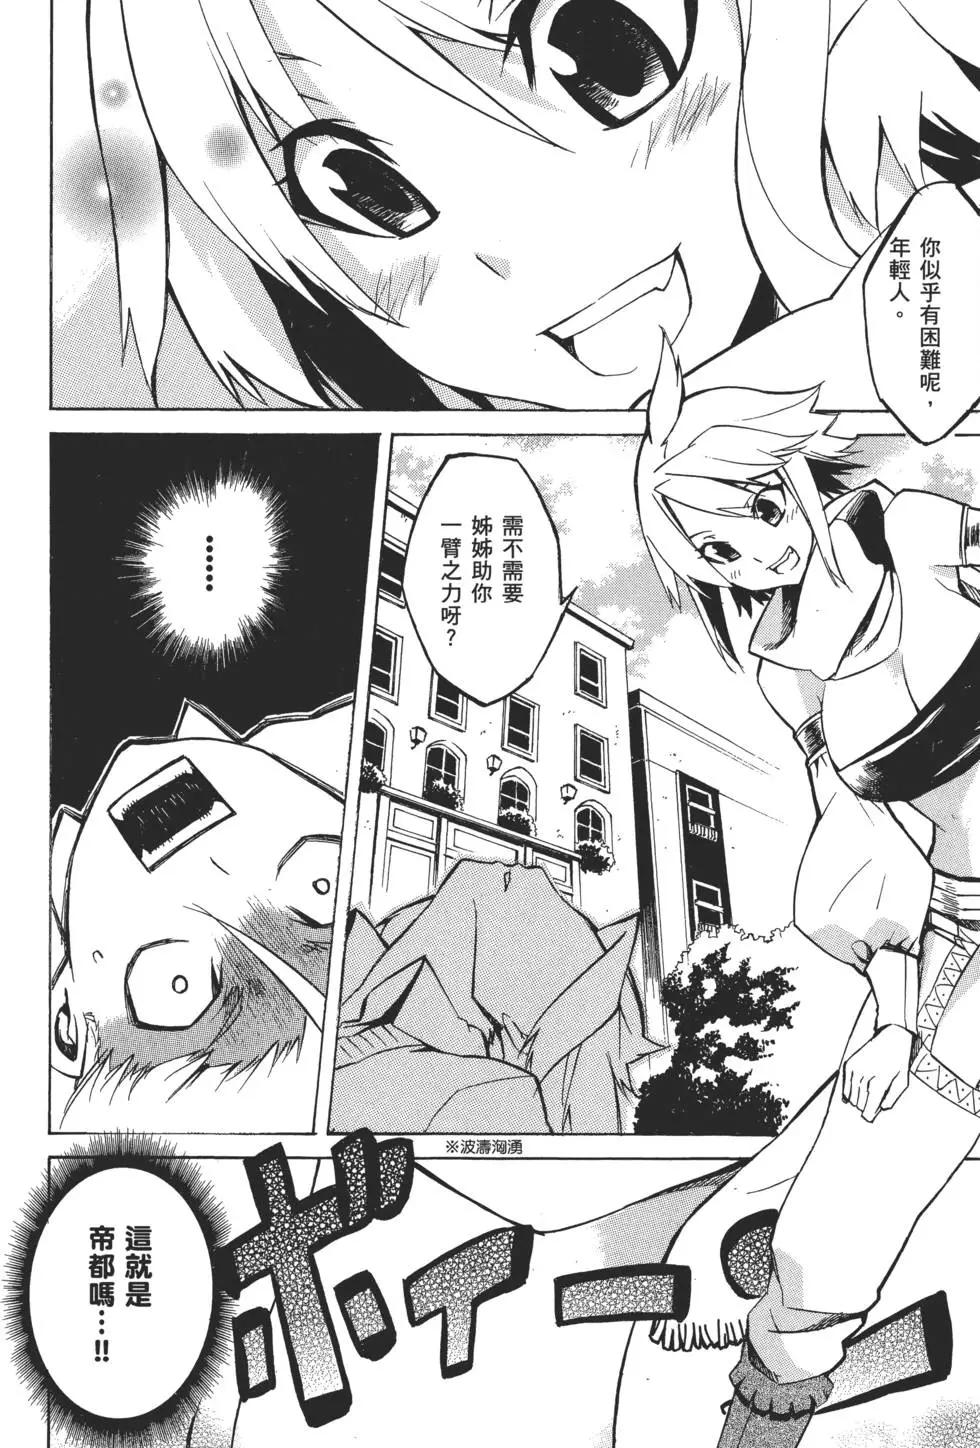 你似乎有困難呢，
年輕人。
需不需要
姊姊助你
一臂之力呀？
……
※波濤洶湧
ボイーン
這就是
帝都嗎…!!